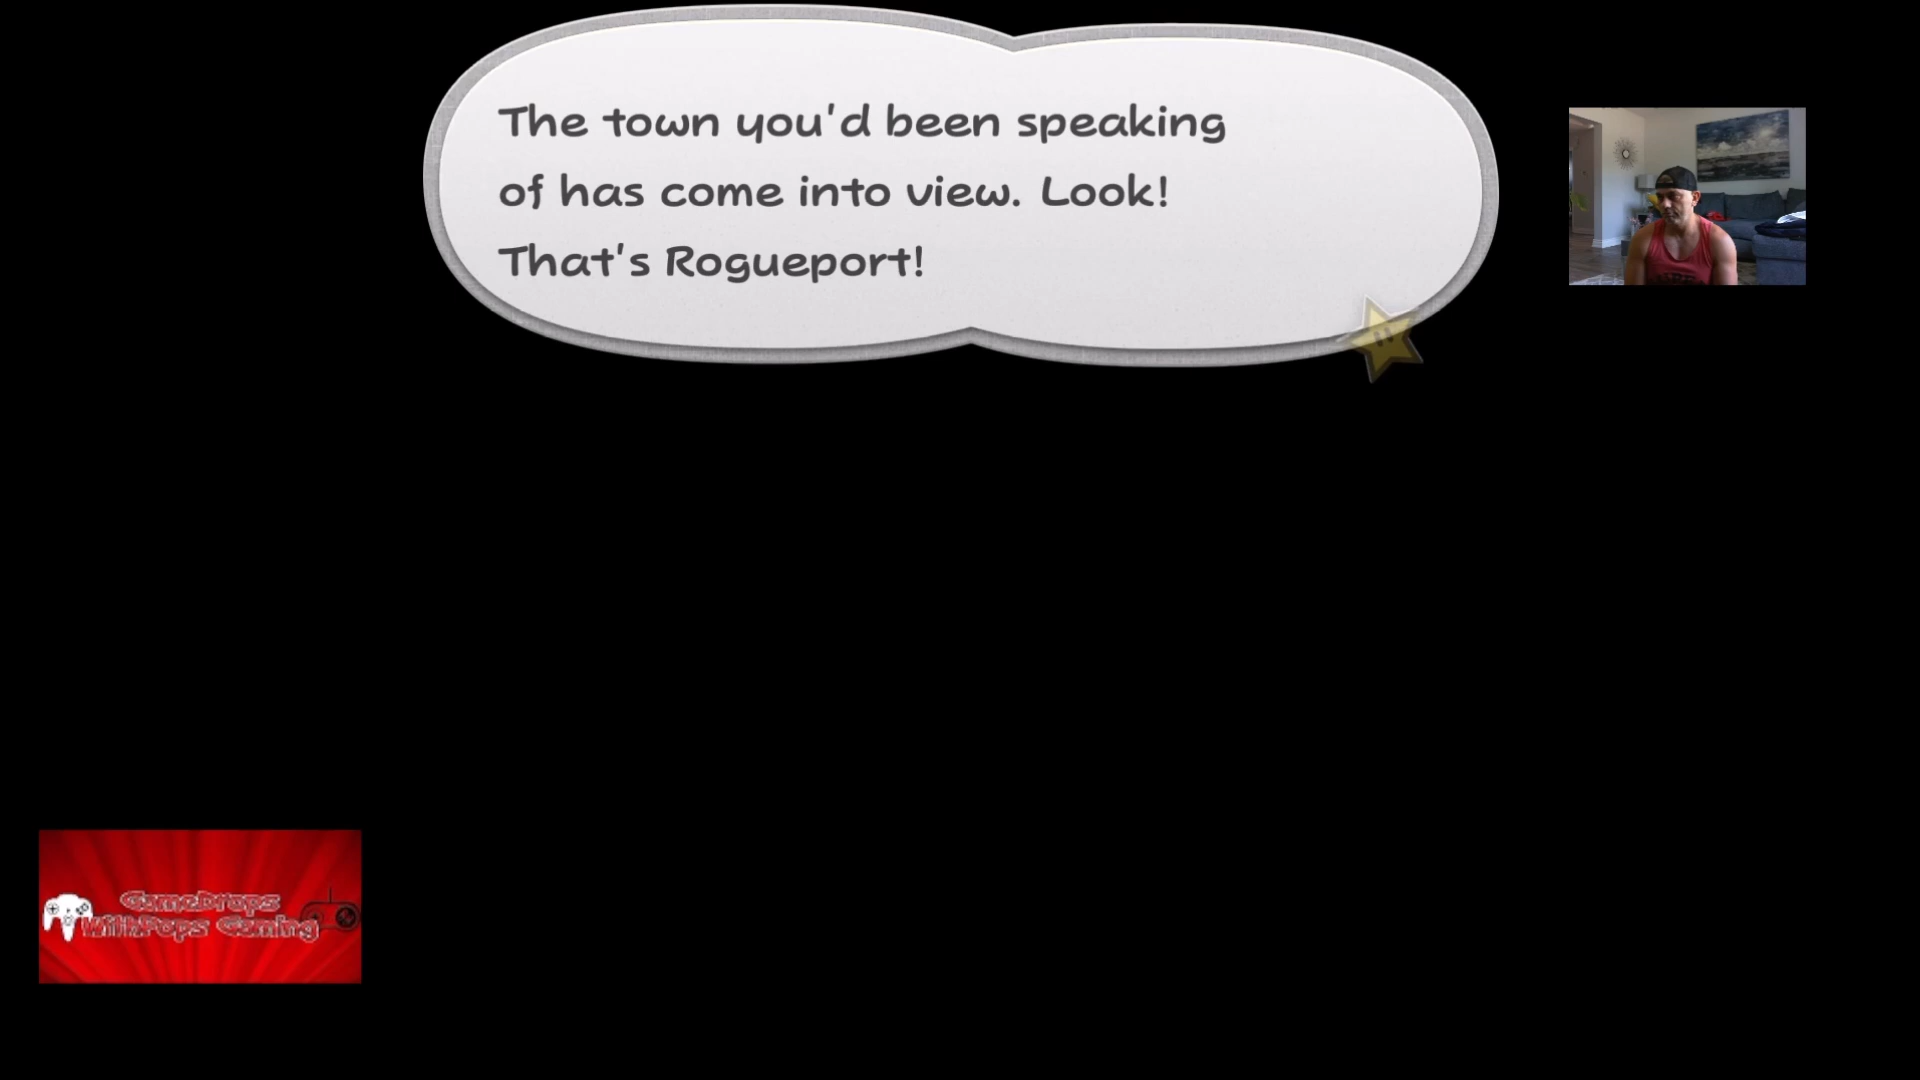 The town you'd been speaking
of has come into view. Look!
That's Rogueport!
GameDrops
WithPops Gaming